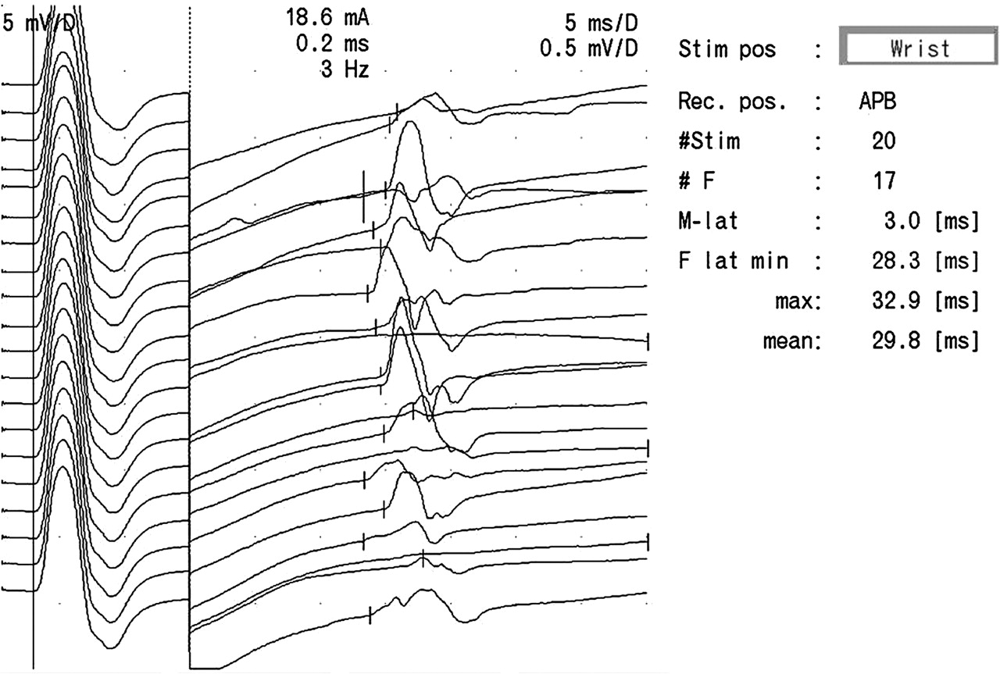 5 mV/D
18.6 mA
0.2 ms
3 Hz
5 ms/D
0.5 mV/D
Stim pos : Wrist
Rec. pos. : APB
#Stim : 20
# F : 17
M-lat : 3.0 [ms]
F lat min : 28.3 [ms]
max: 32.9 [ms]
mean: 29.8 [ms]